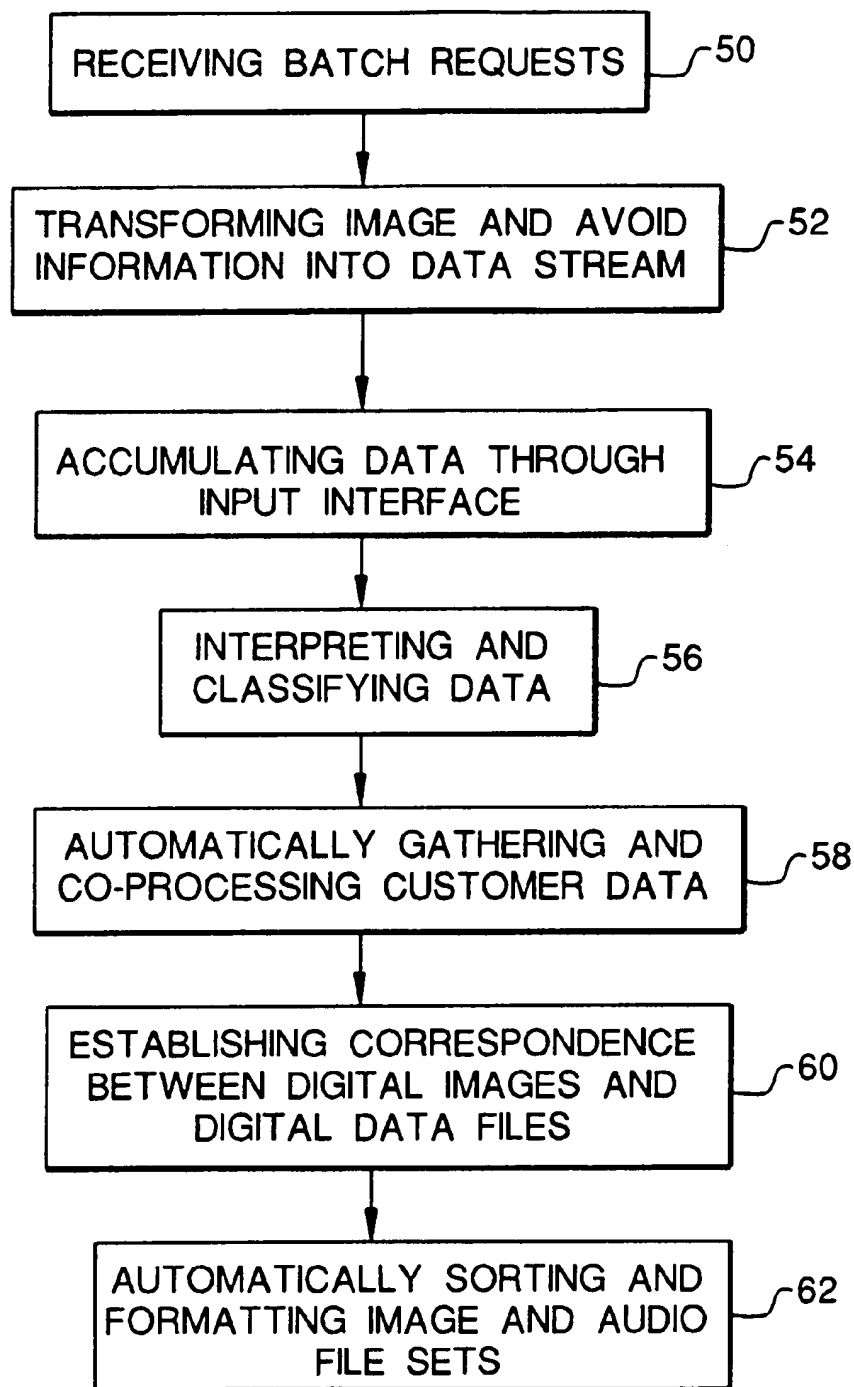 RECEIVING BATCH REQUESTS
50
TRANSFORMING IMAGE AND AVOID
INFORMATION INTO DATA STREAM
52
ACCUMULATING DATA THROUGH
INPUT INTERFACE
54
INTERPRETING AND
CLASSIFYING DATA
56
AUTOMATICALLY GATHERING AND
CO-PROCESSING CUSTOMER DATA
58
ESTABLISHING CORRESPONDENCE
BETWEEN DIGITAL IMAGES AND
DIGITAL DATA FILES
60
AUTOMATICALLY SORTING AND
FORMATTING IMAGE AND AUDIO
FILE SETS
62